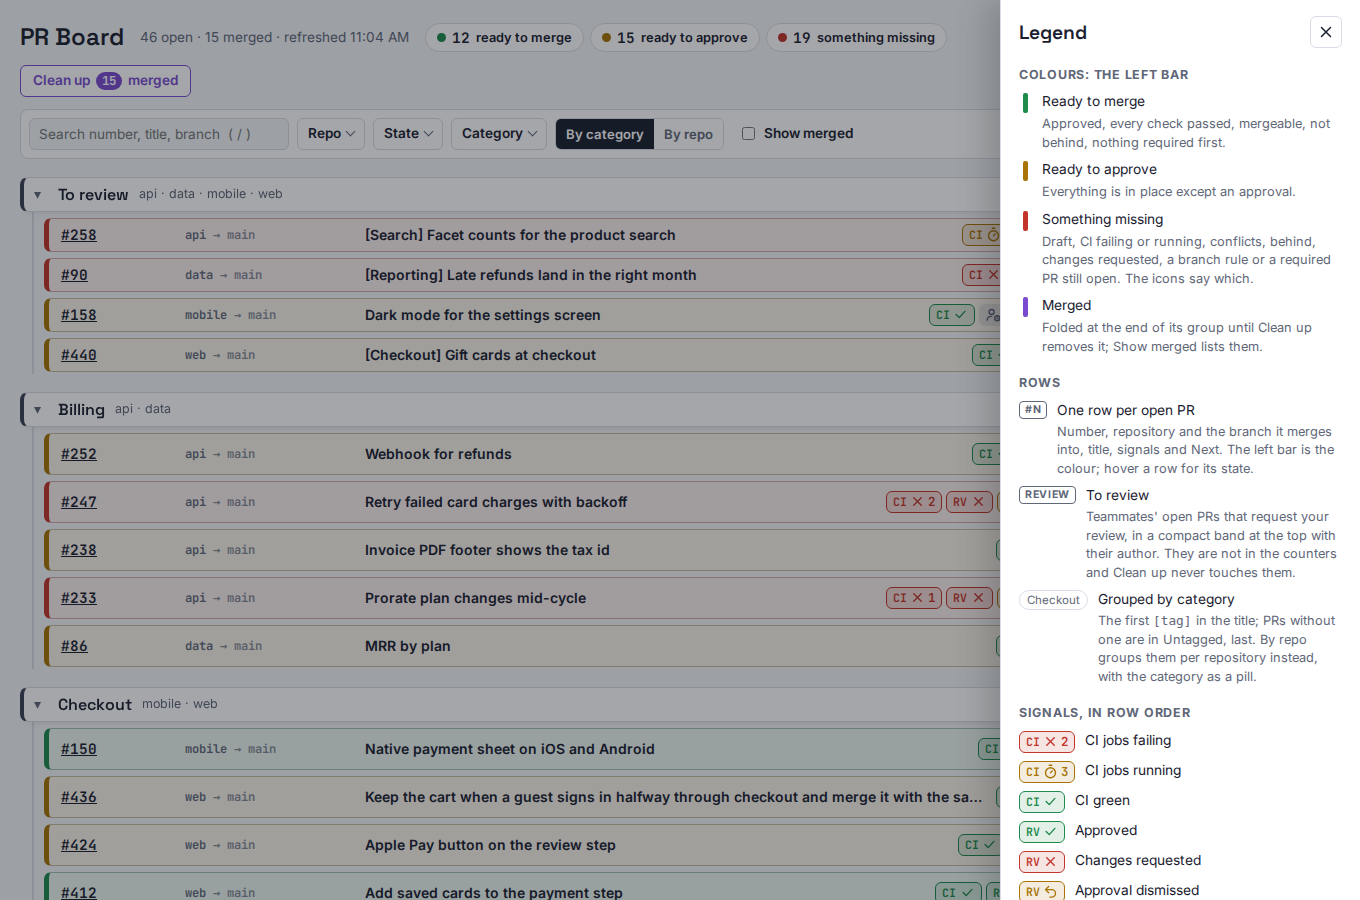 PR Board 46 open · 15 merged · refreshed 11:04 AM 12 ready to merge 15 ready to approve 19 something missing
Clean up 15 merged
Search number, title, branch ( / ) Repo State Category By category By repo Show merged
To review api · data · mobile · web
#258 api → main [Search] Facet counts for the product search CI
#90 data → main [Reporting] Late refunds land in the right month CI
#158 mobile → main Dark mode for the settings screen CI
#440 web → main [Checkout] Gift cards at checkout CI
Billing api · data
#252 api → main Webhook for refunds CI
#247 api → main Retry failed card charges with backoff CI 2 RV
#238 api → main Invoice PDF footer shows the tax id
#233 api → main Prorate plan changes mid-cycle CI 1 RV
#86 data → main MRR by plan
Checkout mobile · web
#150 mobile → main Native payment sheet on iOS and Android CI
#436 web → main Keep the cart when a guest signs in halfway through checkout and merge it with the sa...
#424 web → main Apple Pay button on the review step CI
#412 web → main Add saved cards to the payment step CI
Legend
COLOURS: THE LEFT BAR
Ready to merge
Approved, every check passed, mergeable, not
behind, nothing required first.
Ready to approve
Everything is in place except an approval.
Something missing
Draft, CI failing or running, conflicts, behind,
changes requested, a branch rule or a required
PR still open. The icons say which.
Merged
Folded at the end of its group until Clean up
removes it; Show merged lists them.
ROWS
#N One row per open PR
Number, repository and the branch it merges
into, title, signals and Next. The left bar is the
colour; hover a row for its state.
REVIEW To review
Teammates' open PRs that request your
review, in a compact band at the top with
their author. They are not in the counters
and Clean up never touches them.
Checkout Grouped by category
The first [tag] in the title; PRs without
one are in Untagged, last. By repo
groups them per repository instead,
with the category as a pill.
SIGNALS, IN ROW ORDER
CI 2 CI jobs failing
CI 3 CI jobs running
CI CI green
RV Approved
RV Changes requested
RV Approval dismissed